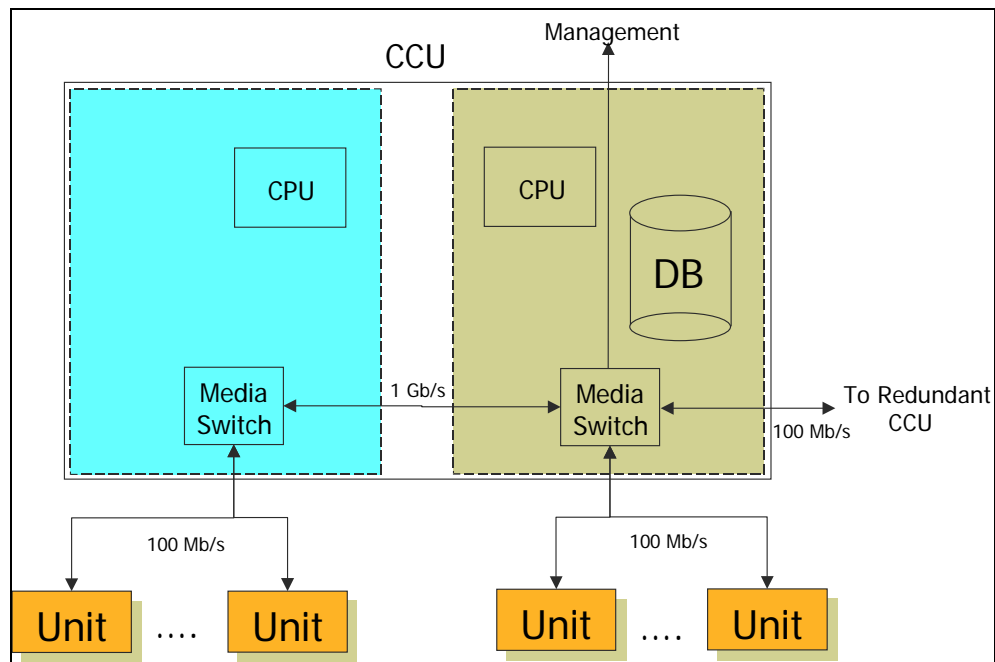 Management
CCU
CPU
CPU
DB
Media
Switch
1 Gb/s
Media
Switch
To Redundant
CCU
100 Mb/s
100 Mb/s
100 Mb/s
Unit
....
Unit
Unit
....
Unit